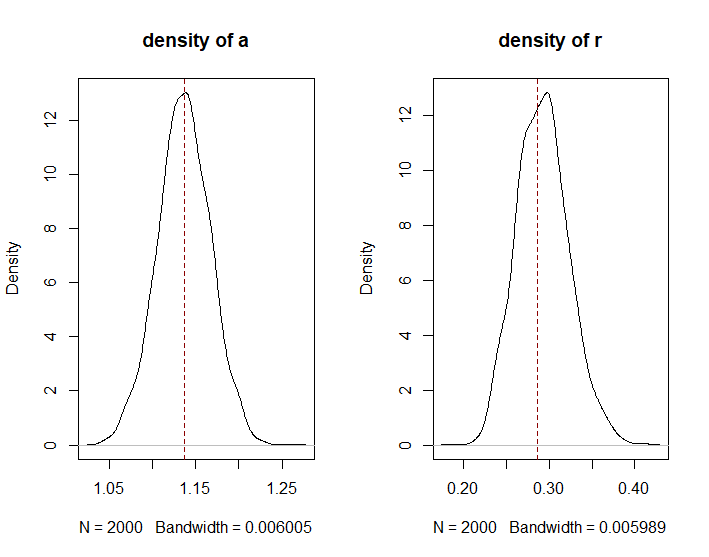 density of a
Density
0 2 4 6 8 10 12
1.05 1.15 1.25
N = 2000 Bandwidth = 0.006005
density of r
Density
0 2 4 6 8 10 12
0.20 0.30 0.40
N = 2000 Bandwidth = 0.005989